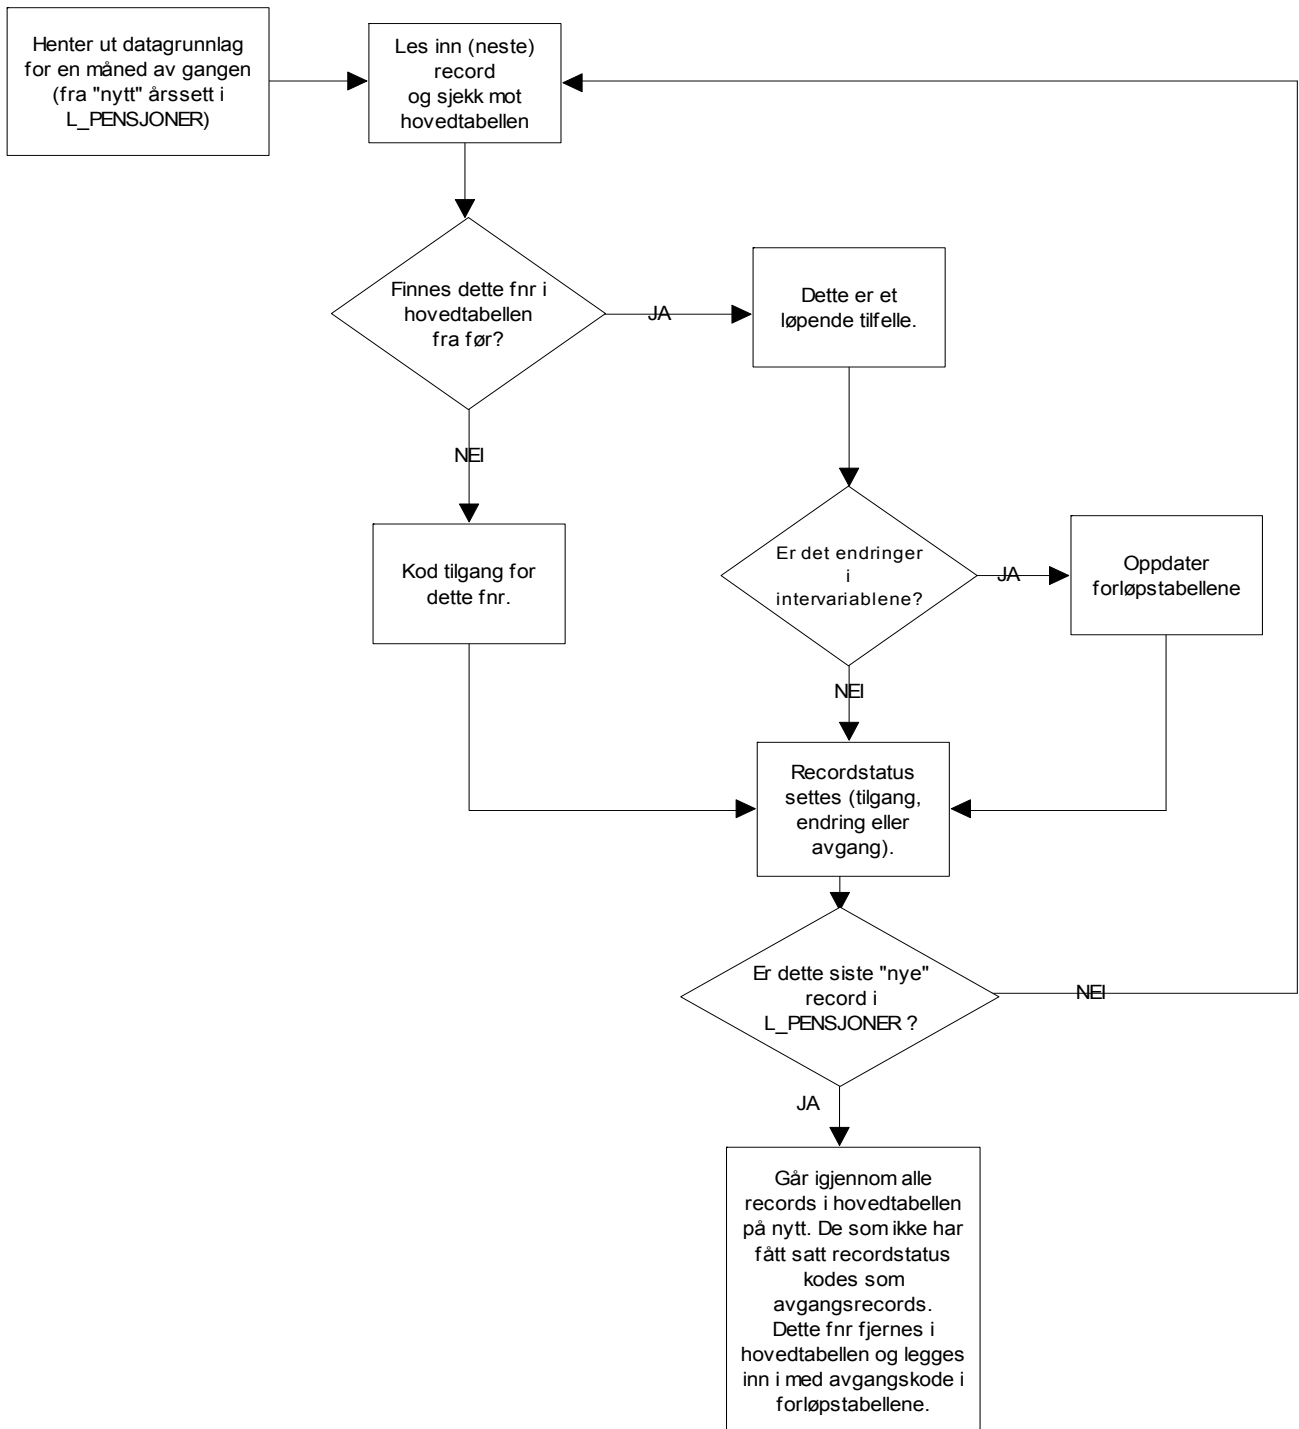 Henter ut datagrunnlag
for en måned av gangen
(fra "nytt" årssett i
L_PENSJONER)
Les inn (neste)
record
og sjekk mot
hovedtabellen
Finnes dette fnr i
hovedtabellen
fra før?
JA
Dette er et
løpende tilfelle.
NEI
Kod tilgang for
dette fnr.
Er det endringer
i
intervariablene?
JA
Oppdater
forløpstabellene
NEI
Recordstatus
settes (tilgang,
endring eller
avgang).
Er dette siste "nye"
record i
L_PENSJONER ?
NEI
JA
Går igjennom alle
records i hovedtabellen
på nytt. De som ikke har
fått satt recordstatus
kodes som
avgangsrecords.
Dette fnr fjernes i
hovedtabellen og legges
inn i med avgangskode i
forløpstabellene.